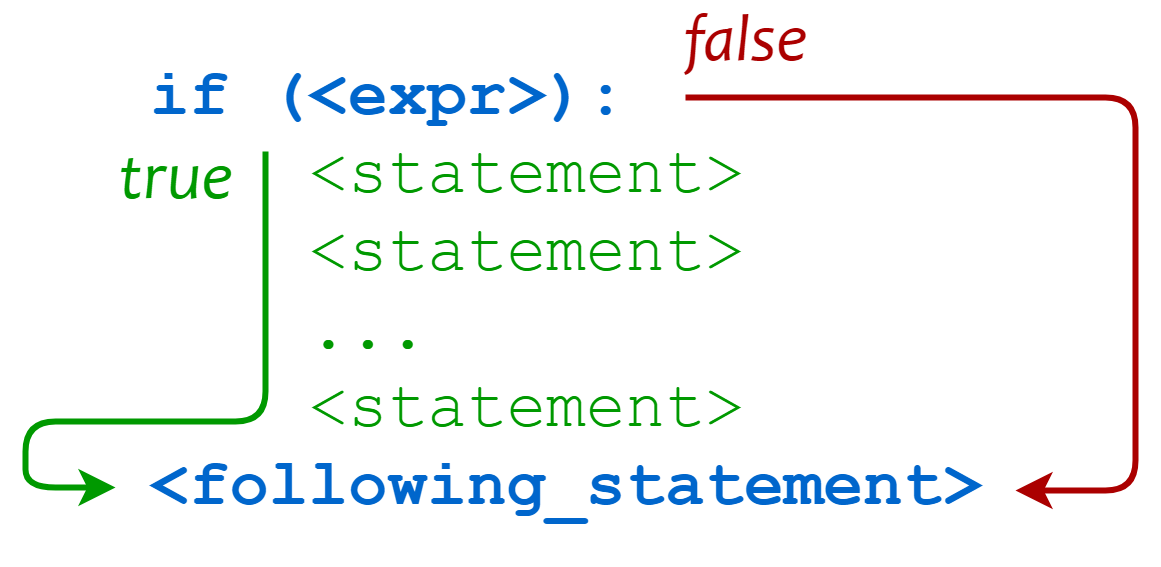 false
if (<expr>):
true
<statement>
<statement>
...
<statement>
<following_statement>